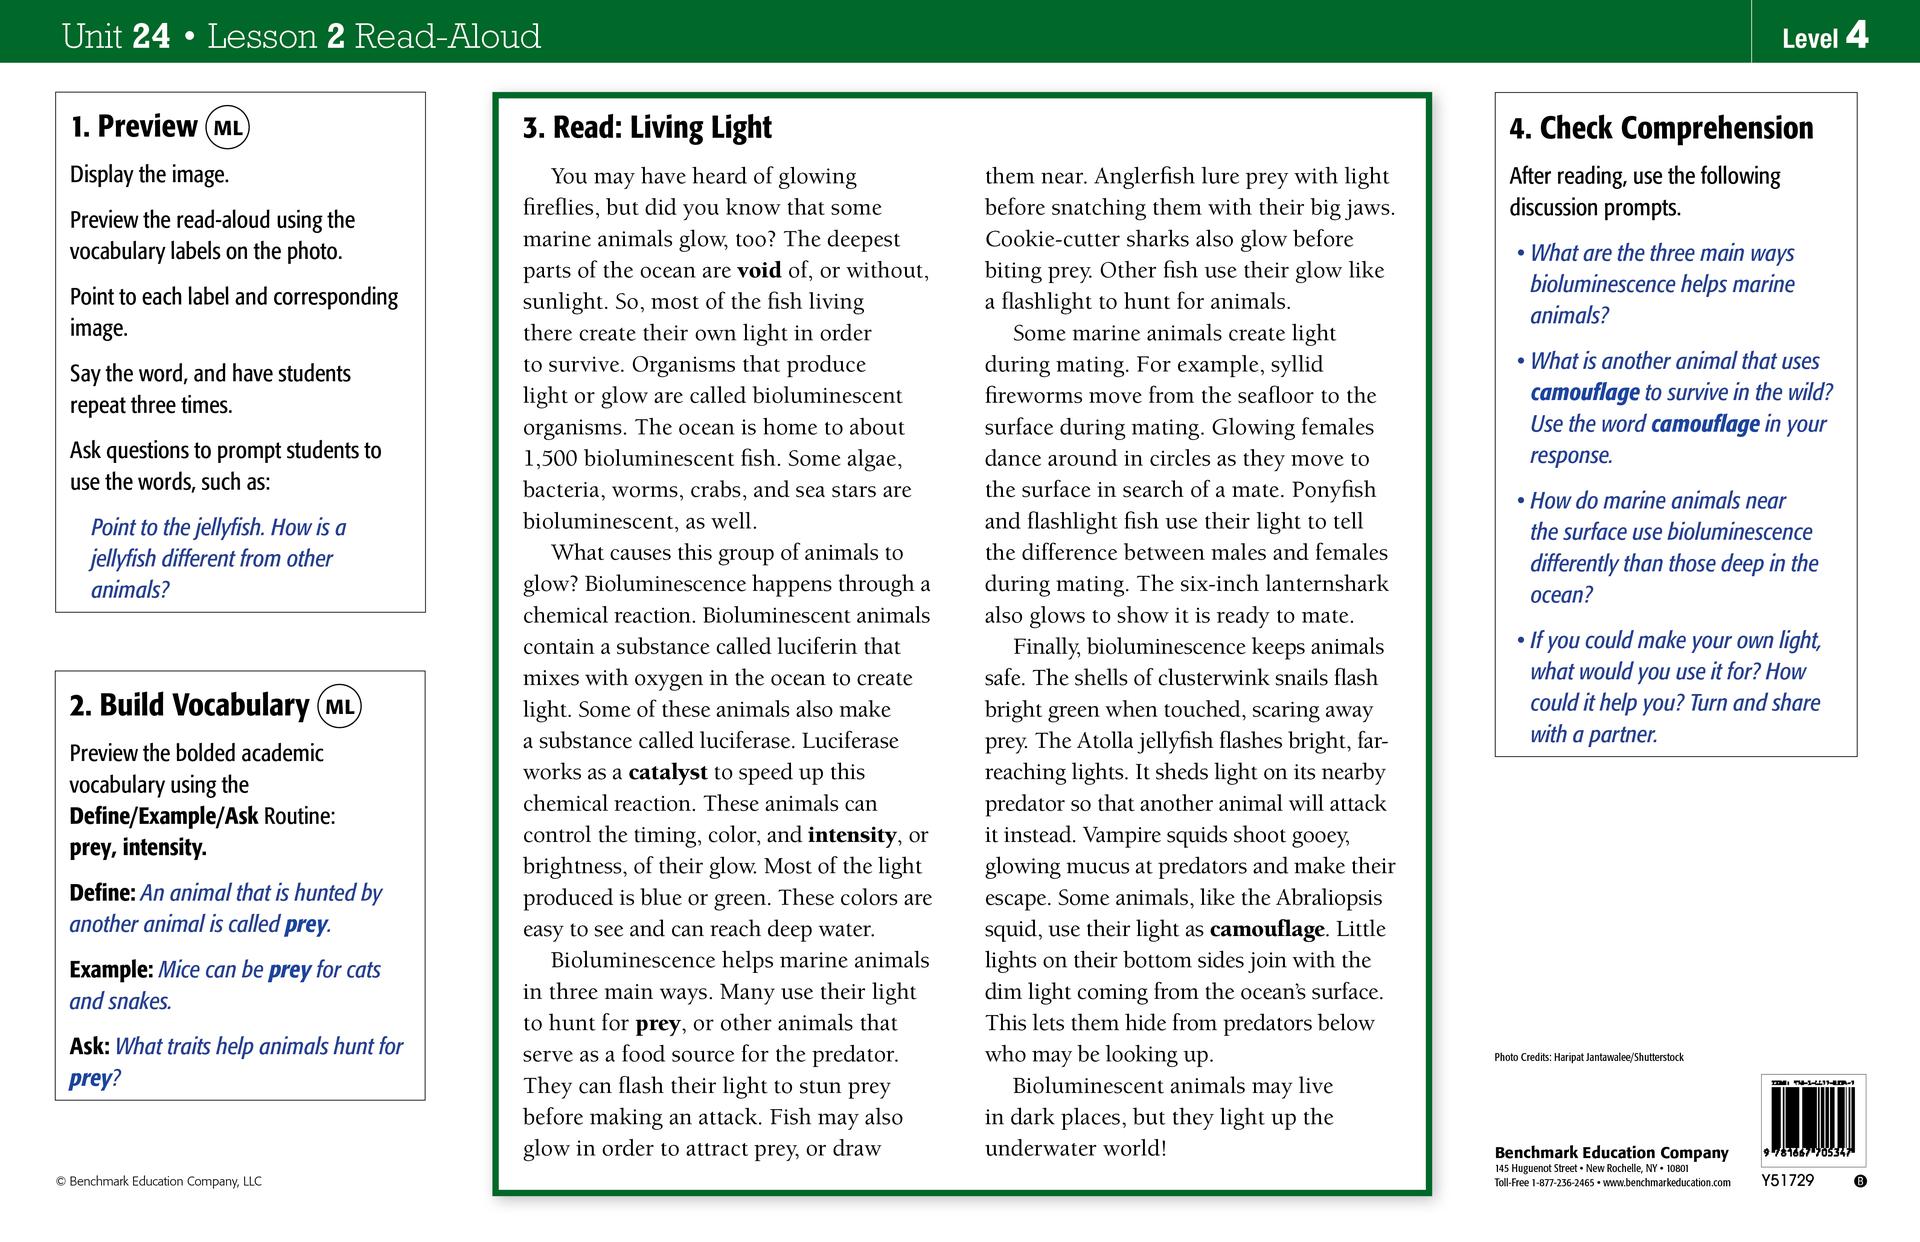 Unit 24 • Lesson 2 Read-Aloud
Level 4
1. Preview ML
Display the image.
Preview the read-aloud using the
vocabulary labels on the photo.
Point to each label and corresponding
image.
Say the word, and have students
repeat three times.
Ask questions to prompt students to
use the words, such as:
Point to the jellyfish. How is a
jellyfish different from other
animals?
2. Build Vocabulary ML
Preview the bolded academic
vocabulary using the
Define/Example/Ask Routine:
prey, intensity.
Define: An animal that is hunted by
another animal is called prey.
Example: Mice can be prey for cats
and snakes.
Ask: What traits help animals hunt for
prey?
© Benchmark Education Company, LLC
3. Read: Living Light
You may have heard of glowing
fireflies, but did you know that some
marine animals glow, too? The deepest
parts of the ocean are void of, or without,
sunlight. So, most of the fish living
there create their own light in order
to survive. Organisms that produce
light or glow are called bioluminescent
organisms. The ocean is home to about
1,500 bioluminescent fish. Some algae,
bacteria, worms, crabs, and sea stars are
bioluminescent, as well.
What causes this group of animals to
glow? Bioluminescence happens through a
chemical reaction. Bioluminescent animals
contain a substance called luciferin that
mixes with oxygen in the ocean to create
light. Some of these animals also make
a substance called luciferase. Luciferase
works as a catalyst to speed up this
chemical reaction. These animals can
control the timing, color, and intensity, or
brightness, of their glow. Most of the light
produced is blue or green. These colors are
easy to see and can reach deep water.
Bioluminescence helps marine animals
in three main ways. Many use their light
to hunt for prey, or other animals that
serve as a food source for the predator.
They can flash their light to stun prey
before making an attack. Fish may also
glow in order to attract prey, or draw
them near. Anglerfish lure prey with light
before snatching them with their big jaws.
Cookie-cutter sharks also glow before
biting prey. Other fish use their glow like
a flashlight to hunt for animals.
Some marine animals create light
during mating. For example, syllid
fireworms move from the seafloor to the
surface during mating. Glowing females
dance around in circles as they move to
the surface in search of a mate. Ponyfish
and flashlight fish use their light to tell
the difference between males and females
during mating. The six-inch lanternshark
also glows to show it is ready to mate.
Finally, bioluminescence keeps animals
safe. The shells of clusterwink snails flash
bright green when touched, scaring away
prey. The Atolla jellyfish flashes bright, far-
reaching lights. It sheds light on its nearby
predator so that another animal will attack
it instead. Vampire squids shoot gooey,
glowing mucus at predators and make their
escape. Some animals, like the Abraliopsis
squid, use their light as camouflage. Little
lights on their bottom sides join with the
dim light coming from the ocean's surface.
This lets them hide from predators below
who may be looking up.
Bioluminescent animals may live
in dark places, but they light up the
underwater world!
4. Check Comprehension
After reading, use the following
discussion prompts.
• What are the three main ways
bioluminescence helps marine
animals?
• What is another animal that uses
camouflage to survive in the wild?
Use the word camouflage in your
response.
• How do marine animals near
the surface use bioluminescence
differently than those deep in the
ocean?
• If you could make your own light,
what would you use it for? How
could it help you? Turn and share
with a partner.
Photo Credits: Haripat Jantawalee/Shutterstock
Benchmark Education Company
145 Huguenot Street • New Rochelle, NY • 10801
Toll-Free 1-877-236-2465 • www.benchmarkeducation.com
9 781667 705347
Y51729
B